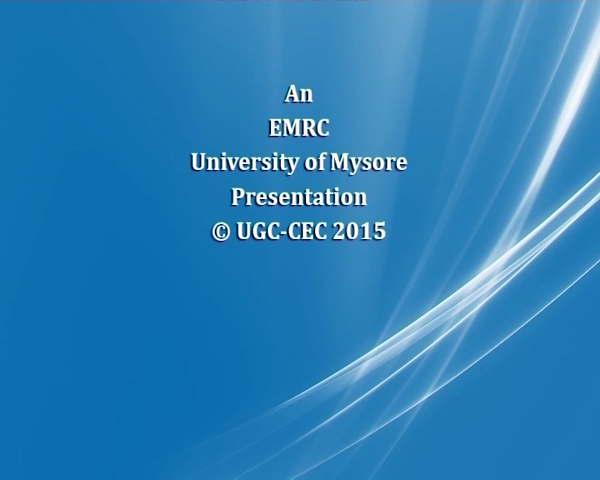 An
EMRC
University of Mysore
Presentation
© UGC-CEC 2015